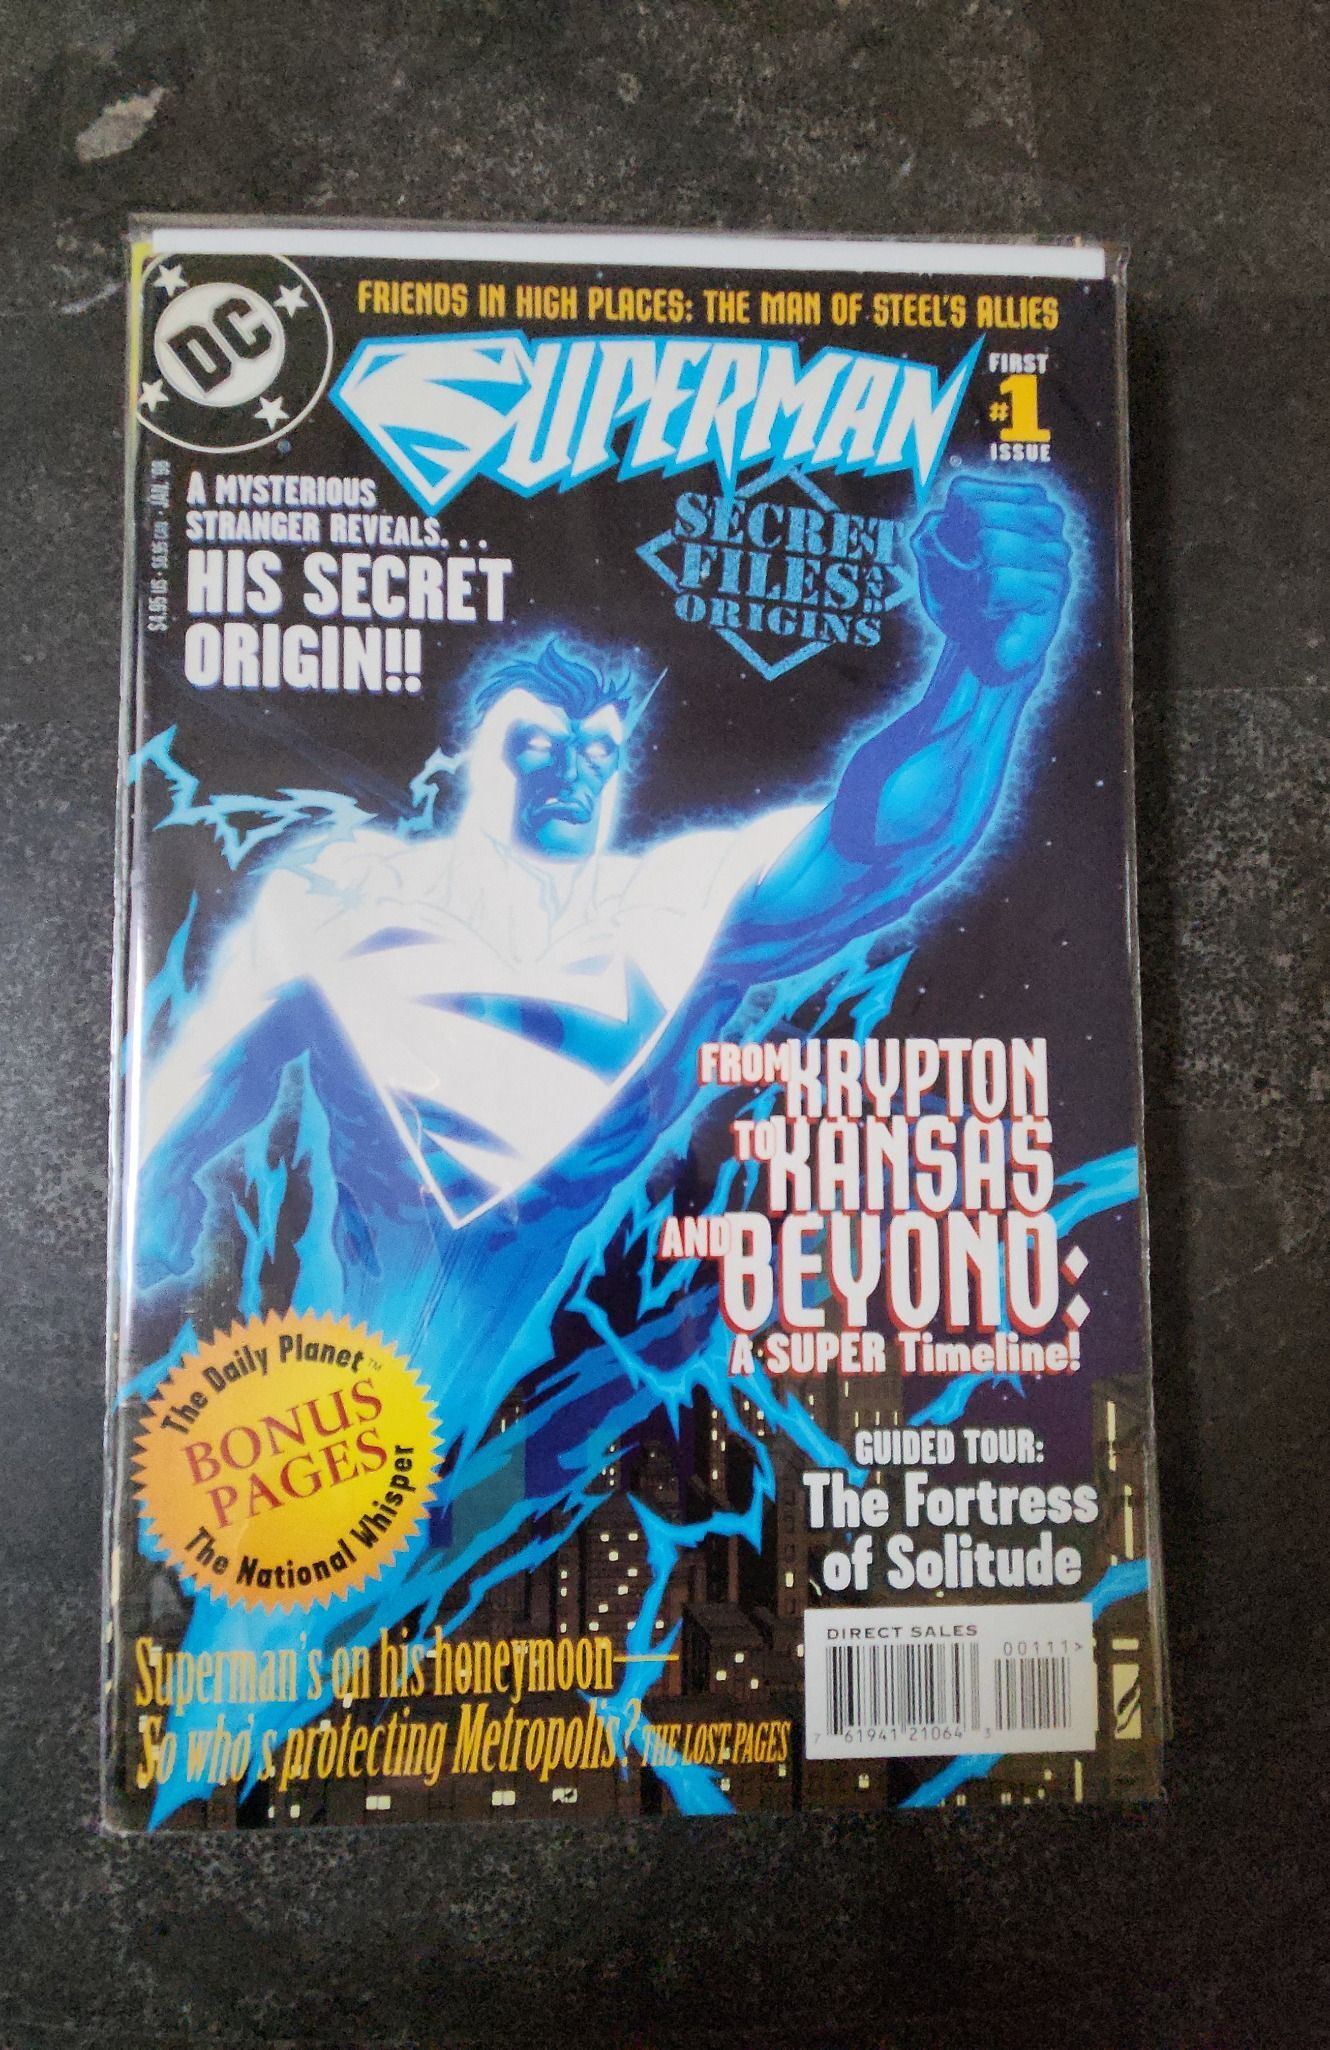 FRIENDS IN HIGH PLACES: THE MAN OF STEEL'S ALLIES
DC
SUPERMAN
FIRST
#1
ISSUE
SECRET
FILES AND
ORIGINS
A MYSTERIOUS
STRANGER REVEALS...
HIS SECRET
ORIGIN!!
FROM KRYPTON
TO KANSAS
AND BEYOND:
A SUPER Timeline!
The Daily Planet™
BONUS
PAGES
The National Whisper
GUIDED TOUR:
The Fortress
of Solitude
DIRECT SALES
00111>
7 61941 21064 3
Superman's on his honeymoon—
So who's protecting Metropolis? THE LOST PAGES